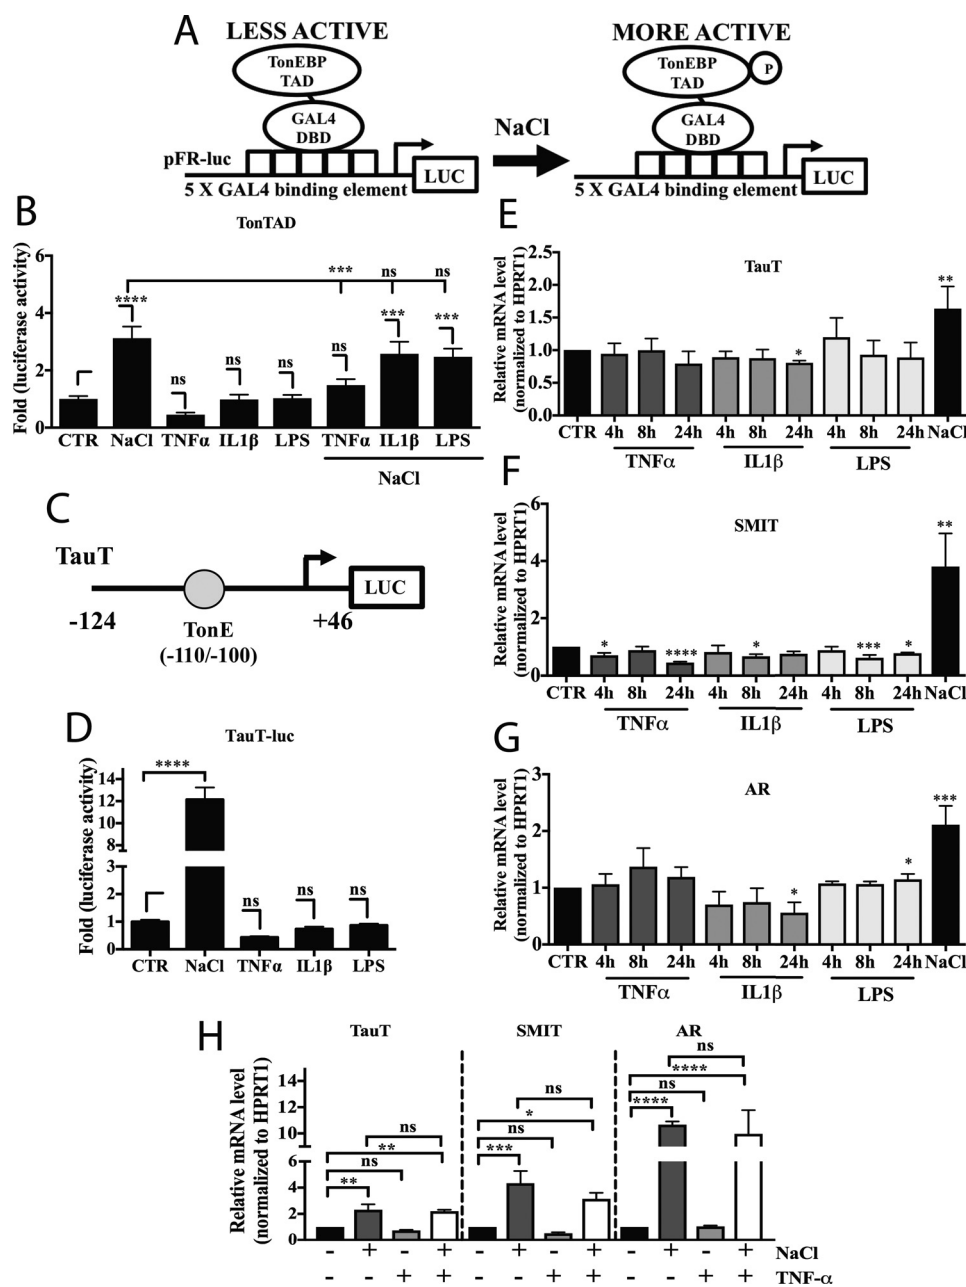 A
LESS ACTIVE
MORE ACTIVE
TonEBP
TAD
GAL4
DBD
pFR-luc
LUC
5 X GAL4 binding element
NaCl
TonEBP
TAD
P
GAL4
DBD
LUC
5 X GAL4 binding element
B
TonTAD
Fold (luciferase activity)
6
4
2
0
*** ns ns
**** ns ns ns ns *** ***
CTR NaCl TNFα IL1β LPS TNFα IL1β LPS
NaCl
C
TauT
LUC
-124
TonE
(-110/-100)
+46
D
TauT-luc
Fold (luciferase activity)
14
12
10
8
3
2
1
0
****
ns ns ns
CTR NaCl TNFα IL1β LPS
E
TauT
Relative mRNA level
(normalized to HPRT1)
2.5
2.0
1.5
1.0
0.5
0.0
* **
CTR 4h 8h 24h 4h 8h 24h 4h 8h 24h NaCl
TNFα IL1β LPS
F
SMIT
Relative mRNA level
(normalized to HPRT1)
6
4
2
0
* **** * *** * **
CTR 4h 8h 24h 4h 8h 24h 4h 8h 24h NaCl
TNFα IL1β LPS
G
AR
Relative mRNA level
(normalized to HPRT1)
3
2
1
0
* * ***
CTR 4h 8h 24h 4h 8h 24h 4h 8h 24h NaCl
TNFα IL1β LPS
H
TauT SMIT AR
Relative mRNA level
(normalized to HPRT1)
14
12
10
6
4
2
0
ns
**
ns
**
ns
*
ns
***
ns
****
ns
****
- + - + - + - + - + - + NaCl
- - + + - - + + - - + + TNF-α